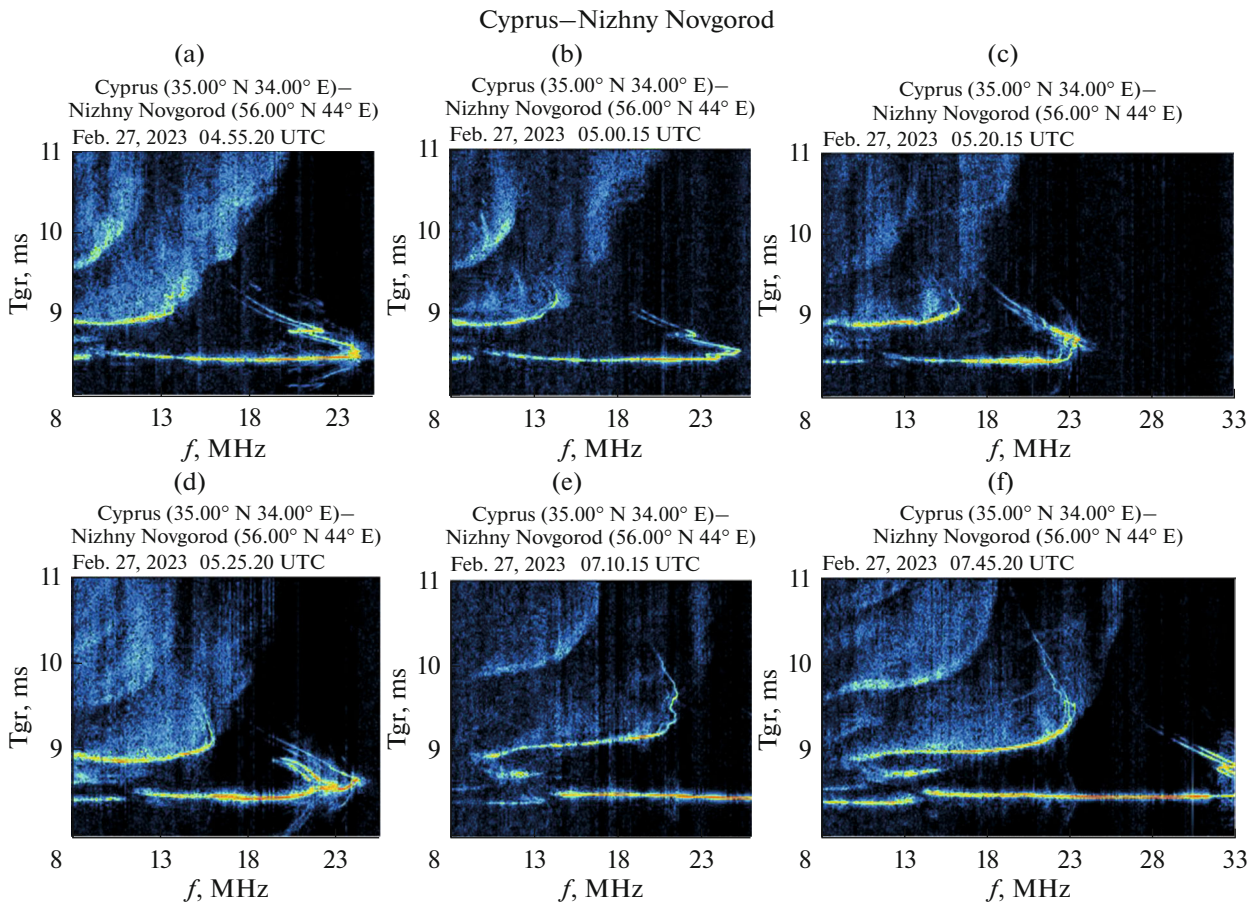 Cyprus–Nizhny Novgorod
(a)
Cyprus (35.00° N 34.00° E)–
Nizhny Novgorod (56.00° N 44° E)
Feb. 27, 2023 04.55.20 UTC
11
10
9
8
13
18
23
Tgr, ms
f, MHz
(b)
Cyprus (35.00° N 34.00° E)–
Nizhny Novgorod (56.00° N 44° E)
Feb. 27, 2023 05.00.15 UTC
11
10
9
8
13
18
23
Tgr, ms
f, MHz
(c)
Cyprus (35.00° N 34.00° E)–
Nizhny Novgorod (56.00° N 44° E)
Feb. 27, 2023 05.20.15 UTC
11
10
9
8
13
18
23
28
33
Tgr, ms
f, MHz
(d)
Cyprus (35.00° N 34.00° E)–
Nizhny Novgorod (56.00° N 44° E)
Feb. 27, 2023 05.25.20 UTC
11
10
9
8
13
18
23
Tgr, ms
f, MHz
(e)
Cyprus (35.00° N 34.00° E)–
Nizhny Novgorod (56.00° N 44° E)
Feb. 27, 2023 07.10.15 UTC
11
10
9
8
13
18
23
Tgr, ms
f, MHz
(f)
Cyprus (35.00° N 34.00° E)–
Nizhny Novgorod (56.00° N 44° E)
Feb. 27, 2023 07.45.20 UTC
11
10
9
8
13
18
23
28
33
Tgr, ms
f, MHz